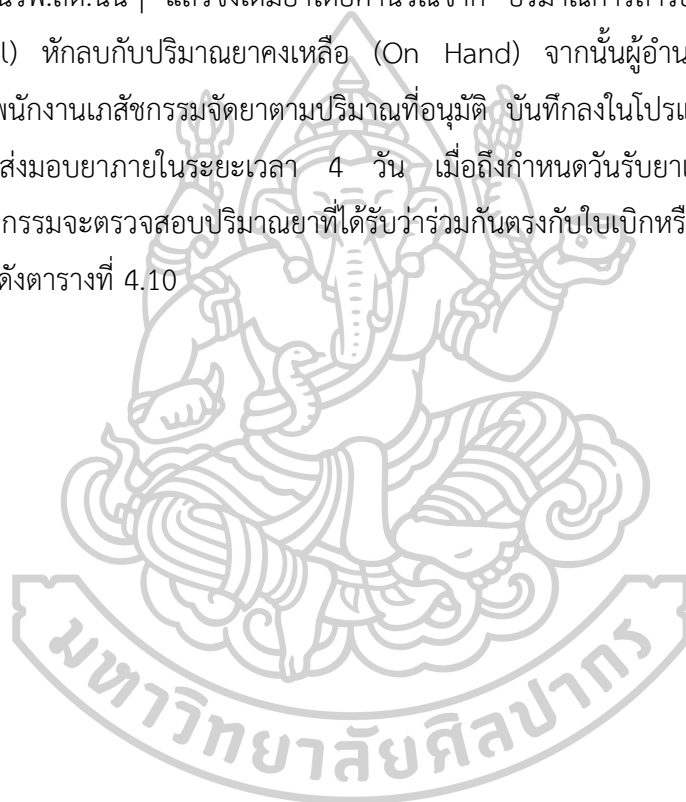 แล้วจึงเติมยาโดยคำนวณจาก
l) หักลบกับปริมาณยาคงเหลือ (On Hand) จากนั้นผู้อำน
พนักงานเภสัชกรรมจัดยาตามปริมาณที่อนุมัติ บันทึกลงในโปรแ
ส่งมอบยาภายในระยะเวลา 4 วัน เมื่อถึงกำหนดวันรับยาเ
กรรมจะตรวจสอบปริมาณยาที่ได้รับว่าร่วมกันตรงกับใบเบิกหรื
ดังตารางที่ 4.10
มหาวิทยาลัยศิลปากร